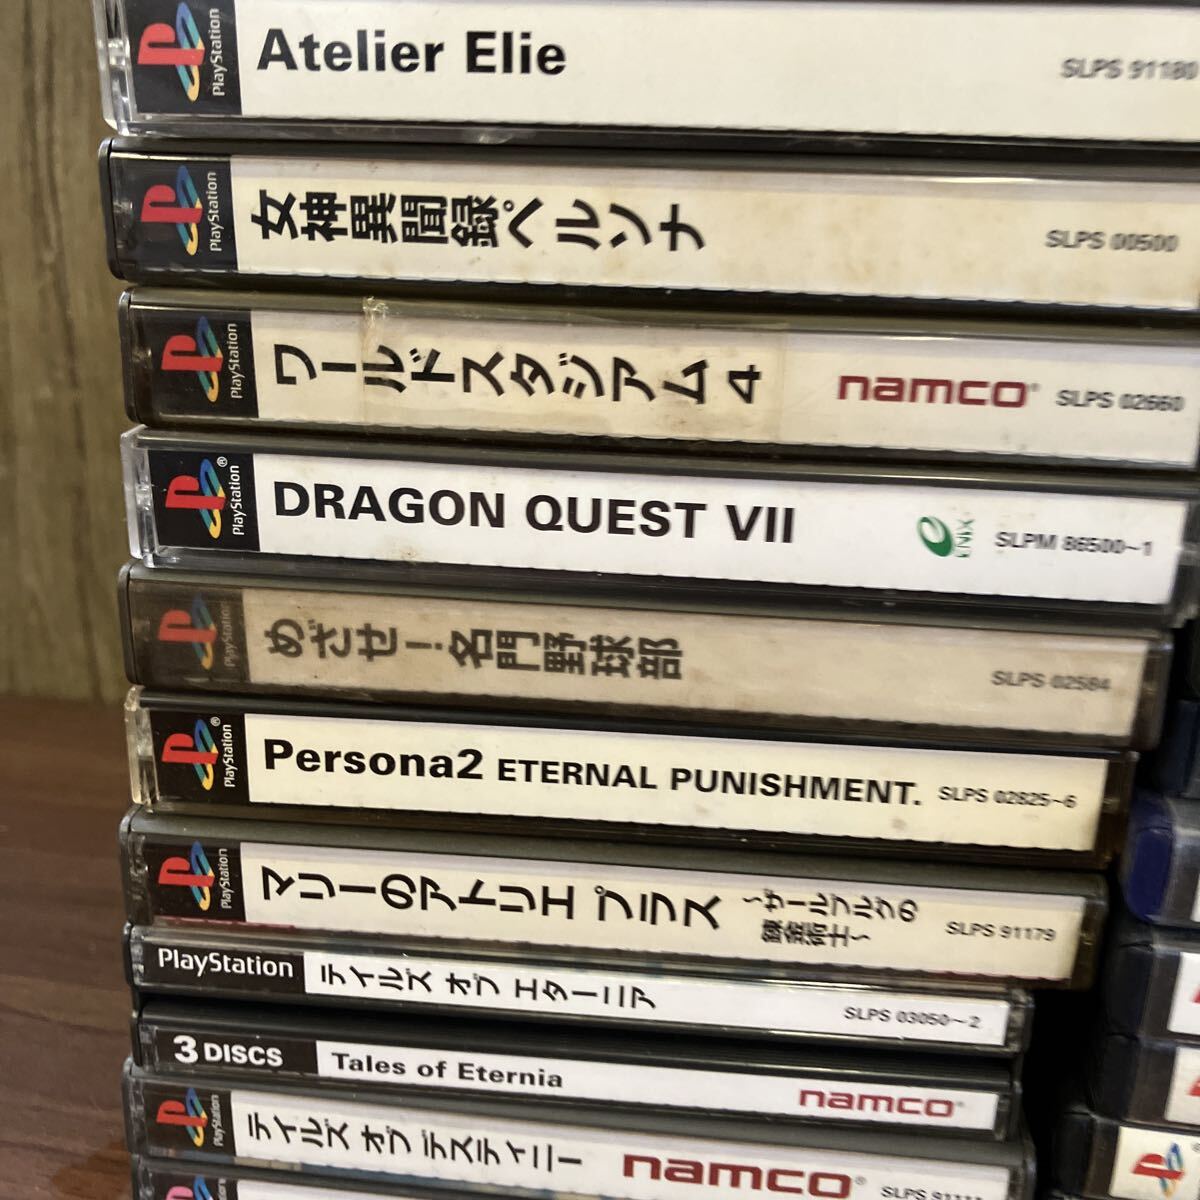 PlayStation Atelier Elie SLPS 91180
PlayStation 女神異聞録ペルソナ SLPS 00500
PlayStation ワールドスタジアム4 namco SLPS 02660
PlayStation DRAGON QUEST VII ENIX SLPM 86500~1
PlayStation めざせ！名門野球部 SLPS 02584
PlayStation Persona2 ETERNAL PUNISHMENT. SLPS 02825~6
PlayStation マリーのアトリエ プラス ～ザールブルグの
錬金術士～ SLPS 91179
PlayStation テイルズ オブ エターニア SLPS 03050~2
3 DISCS Tales of Eternia namco
PlayStation テイルズ オブ デスティニー namco SLPS